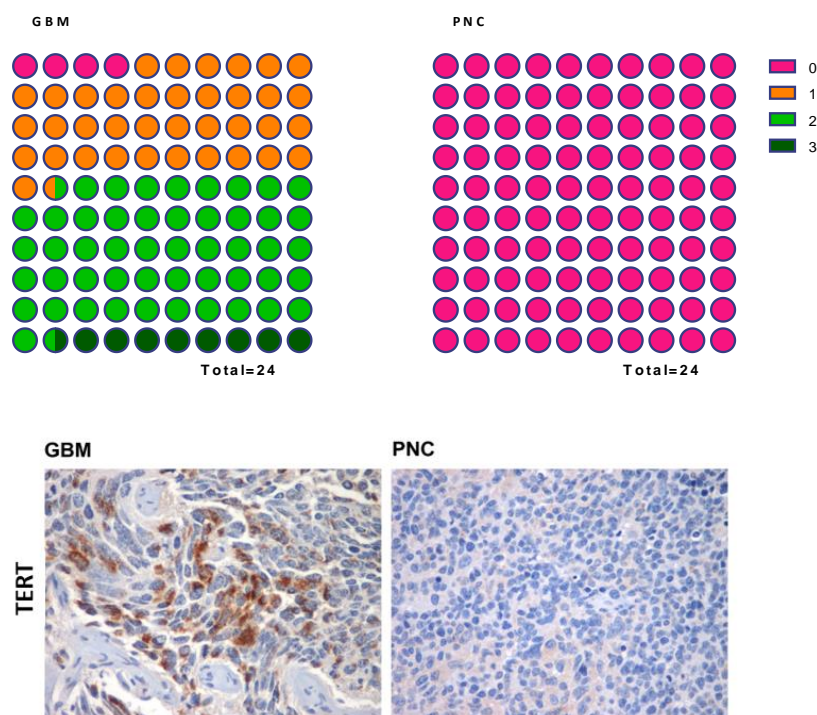 GBM
PNC
0
1
2
3
Total=24
Total=24
GBM
PNC
TERT